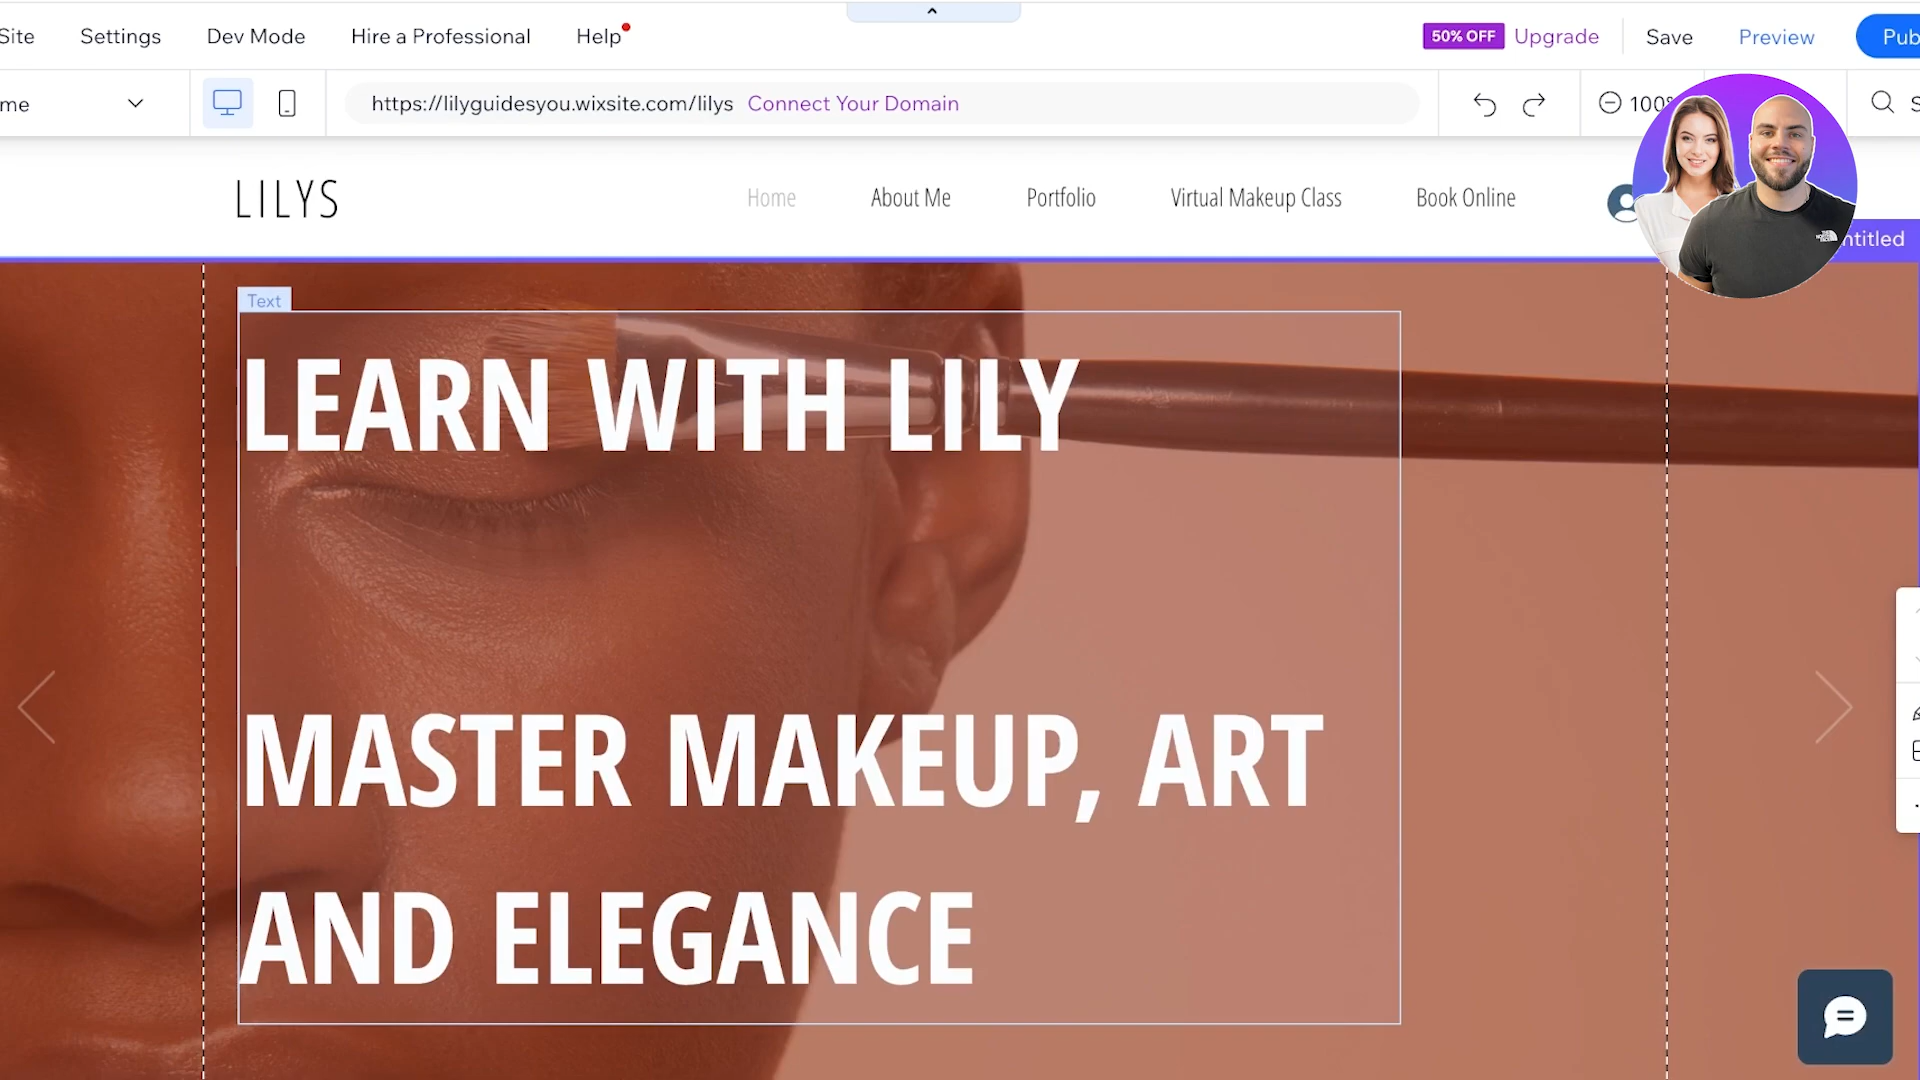 Site Settings Dev Mode Hire a Professional Help 50% OFF Upgrade Save Preview Pub
me https://lilyguidesyou.wixsite.com/lilys Connect Your Domain 100% S
LILYS Home About Me Portfolio Virtual Makeup Class Book Online
ntitled
Text
LEARN WITH LILY
MASTER MAKEUP, ART
AND ELEGANCE